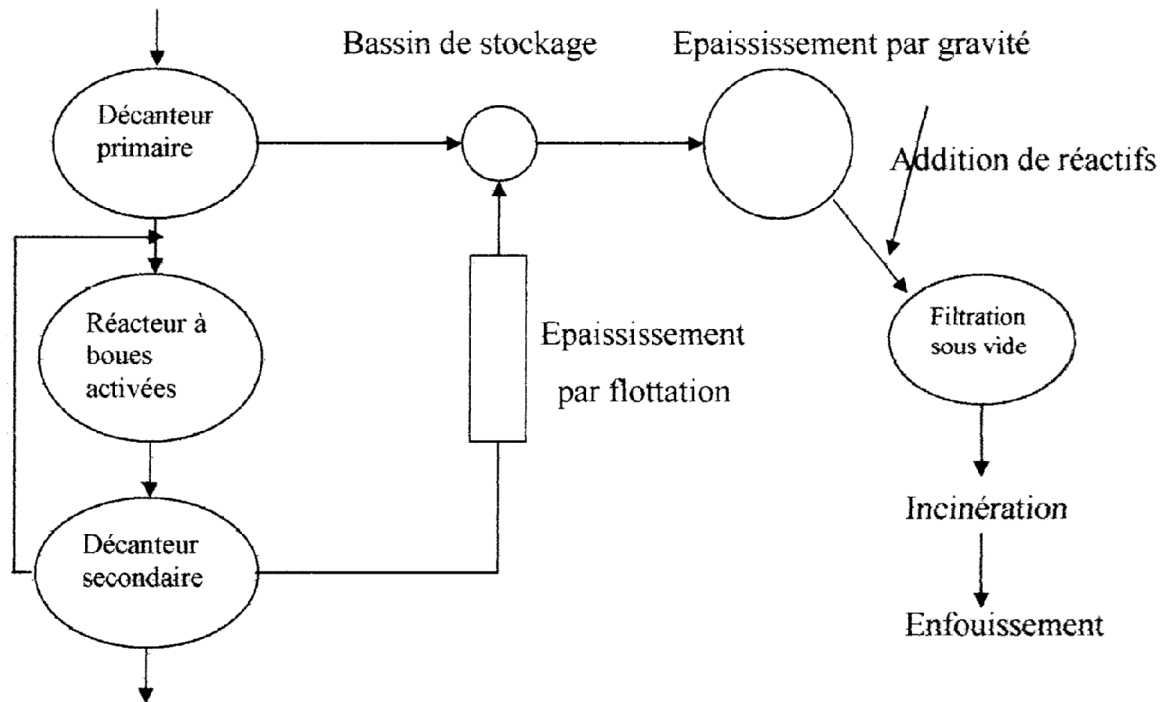 Bassin de stockage
Epaississement par gravité
Décanteur
primaire
Addition de réactifs
Réacteur à
boues
activées
Epaississement
par flottation
Filtration
sous vide
Incinération
Décanteur
secondaire
Enfouissement